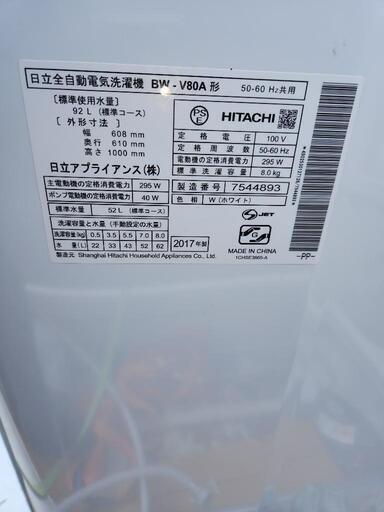 日立全自動電気洗濯機 BW-V80A 形 50-60 Hz共用
[標準使用水量]
92 L (標準コース)
[外形寸法]
幅 608 mm
奥行 610 mm
高さ 1000 mm
日立アプライアンス(株)
PS E
HITACHI
定格電圧 100 V
定格周波数 50-60 Hz
電動機の定格消費電力 295 W
標準洗濯容量 8.0 kg
主電動機の定格消費電力 295 W
ポンプ電動機の定格消費電力 40 W
製造番号 7544893
標準水量 52 L (標準コース)
色相 W (ホワイト)
洗濯容量と水量(手動設定の水量)
洗濯容量(kg) 0.5 3.5 5.5 7.0 8.0
水量(L) 22 33 43 52 62
2017年製
S JET
G
MADE IN CHINA
1CHSE3865-A
製造元 Shanghai Hitachi Household Appliances Co., Ltd.
-PP-